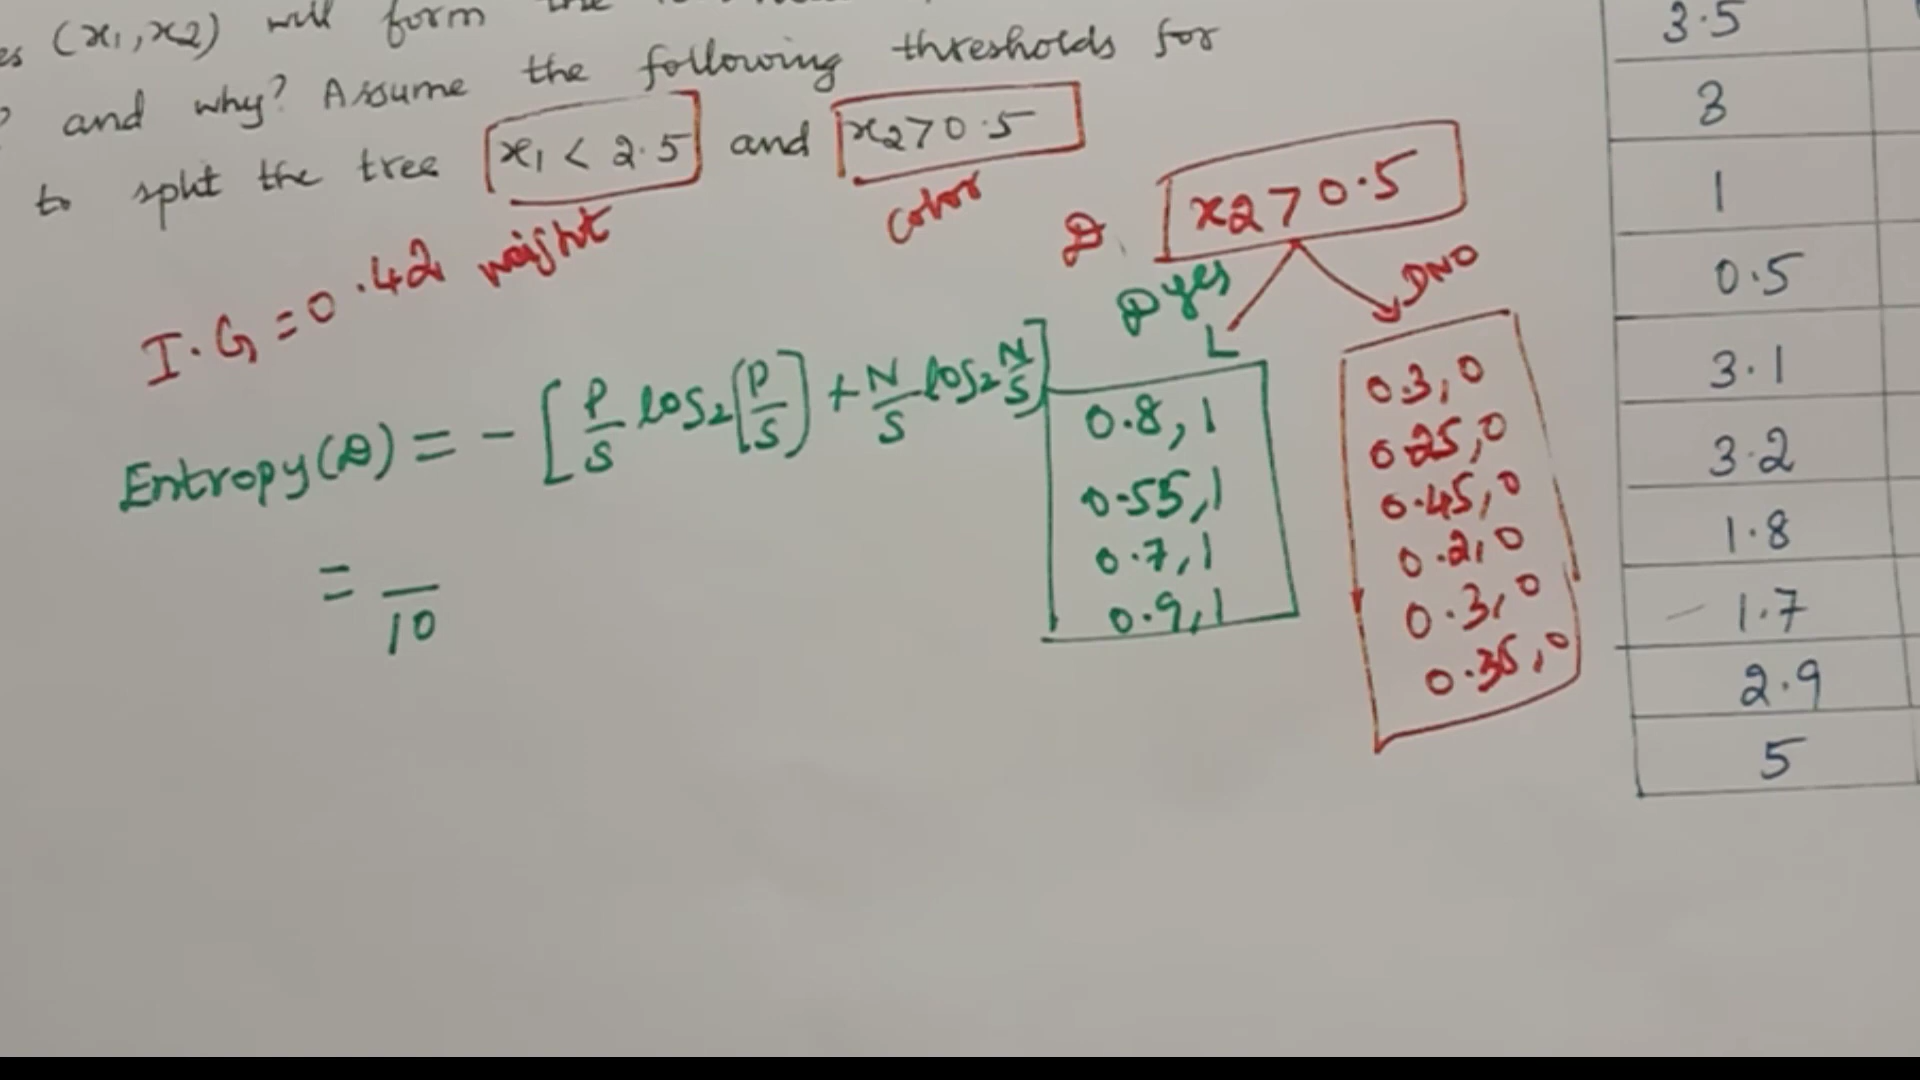 es (x1, x2) will form the
? and why? Assume the following thresholds for
to split the tree x1 < 2.5 and x2 > 0.5
weight
color
I.G = 0.42
D x2 > 0.5
D yes
DNO
Entropy(D) = - [P/S log2 [P/S] + N/S log2 N/S]
= /10
0.8, 1
0.55, 1
0.7, 1
0.9, 1
0.3, 0
0.25, 0
0.45, 0
0.2, 0
0.3, 0
0.35, 0
3.5
3
1
0.5
3.1
3.2
1.8
1.7
2.9
5